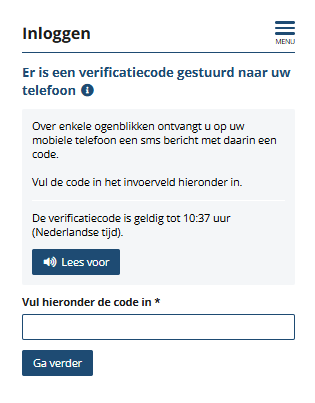 Inloggen
MENU
Er is een verificatiecode gestuurd naar uw
telefoon
Over enkele ogenblikken ontvangt u op uw
mobiele telefoon een sms bericht met daarin een
code.
Vul de code in het invoerveld hieronder in.
De verificatiecode is geldig tot 10:37 uur
(Nederlandse tijd).
Lees voor
Vul hieronder de code in *
Ga verder